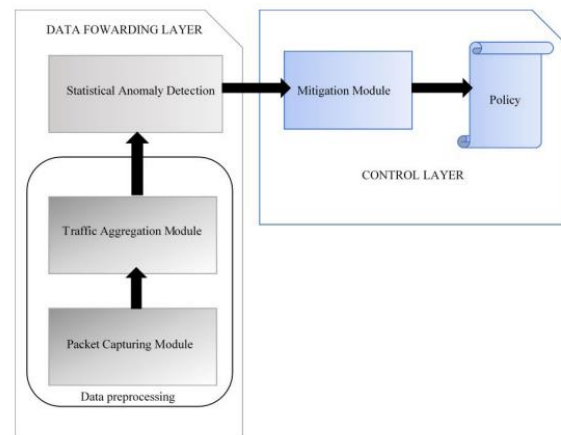 DATA FOWARDING LAYER
Statistical Anomaly Detection
Traffic Aggregation Module
Packet Capturing Module
Data preprocessing
Mitigation Module
Policy
CONTROL LAYER